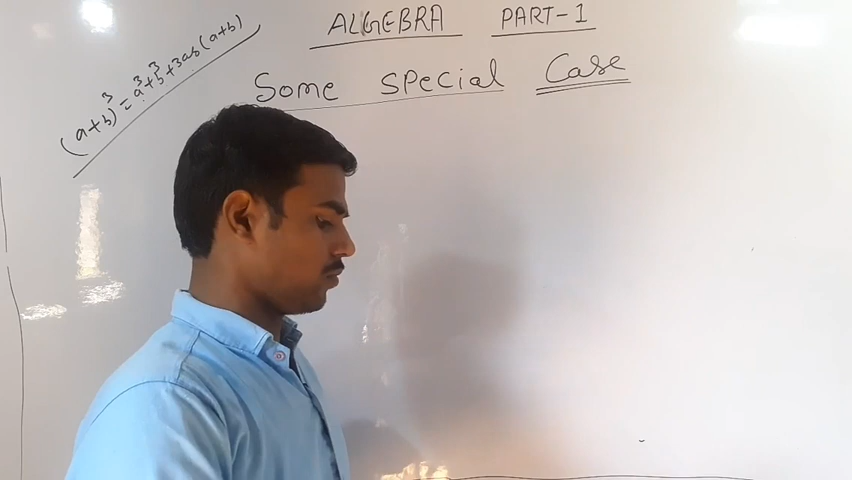 ALGEBRA PART-1
(a+b)³ = a³+b³+3ab(a+b)
Some SPecial Case